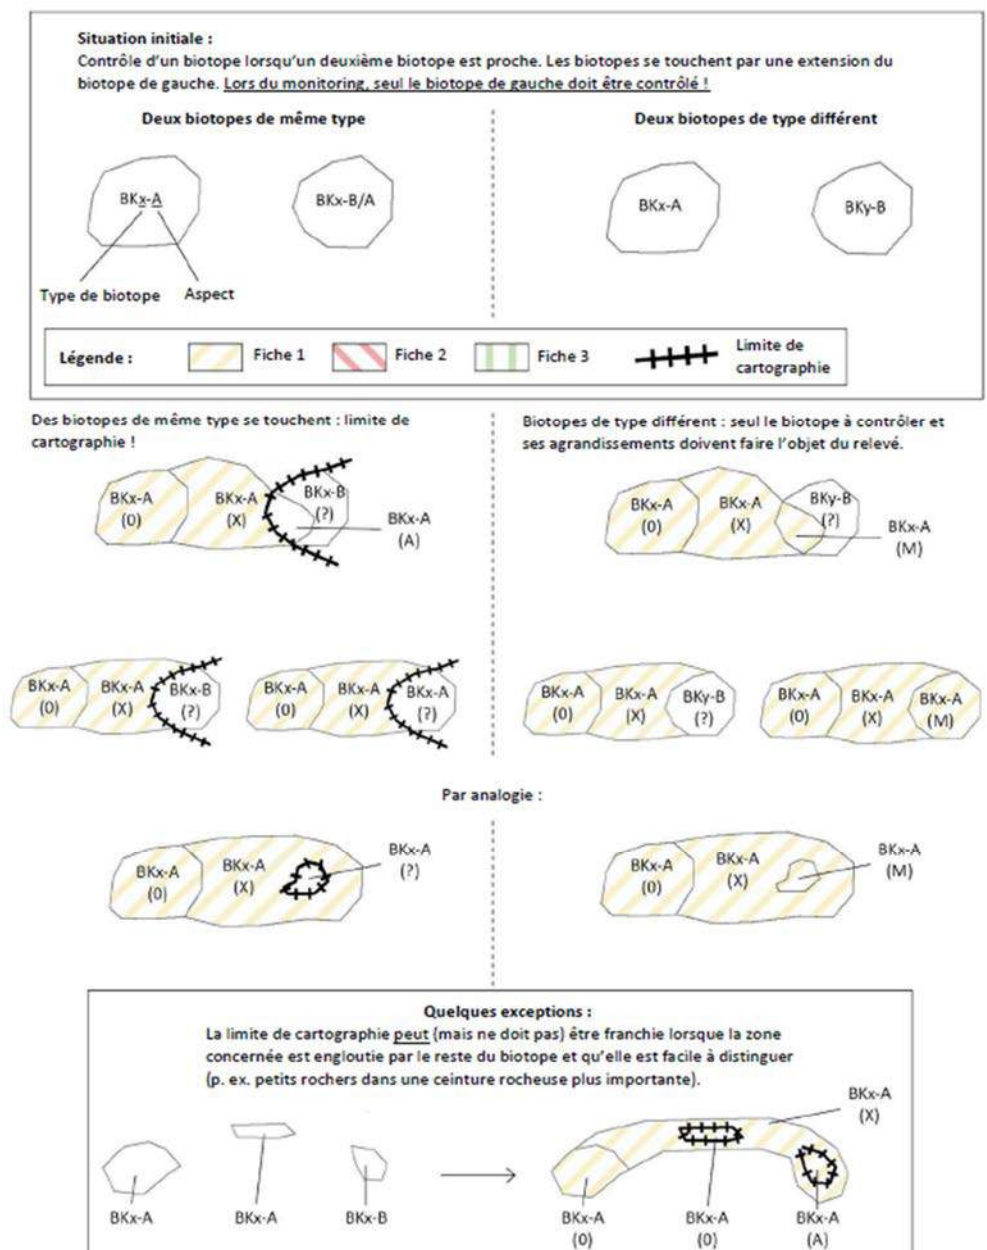 Situation initiale :
Contrôle d'un biotope lorsqu'un deuxième biotope est proche. Les biotopes se touchent par une extension du
biotope de gauche. Lors du monitoring, seul le biotope de gauche doit être contrôlé !
Deux biotopes de même type
Deux biotopes de type différent
BKx-A
BKx-B/A
BKx-A
BKy-B
Type de biotope
Aspect
Légende :
Fiche 1
Fiche 2
Fiche 3
Limite de
cartographie
Des biotopes de même type se touchent : limite de
cartographie !
Biotopes de type différent : seul le biotope à contrôler et
ses agrandissements doivent faire l'objet du relevé.
BKx-A
(0)
BKx-A
(X)
BKx-B
(?)
BKx-A
(A)
BKx-A
(0)
BKx-A
(X)
BKy-B
(?)
BKx-A
(M)
BKx-A
(0)
BKx-A
(X)
BKx-B
(?)
BKx-A
(0)
BKx-A
(X)
BKx-A
(?)
BKx-A
(0)
BKx-A
(X)
BKy-B
(?)
BKx-A
(0)
BKx-A
(X)
BKx-A
(M)
Par analogie :
BKx-A
(0)
BKx-A
(X)
BKx-A
(?)
BKx-A
(0)
BKx-A
(X)
BKx-A
(M)
Quelques exceptions :
La limite de cartographie peut (mais ne doit pas) être franchie lorsque la zone
concernée est engloutie par le reste du biotope et qu'elle est facile à distinguer
(p. ex. petits rochers dans une ceinture rocheuse plus importante).
BKx-A
(X)
BKx-A
BKx-A
BKx-B
BKx-A
(0)
BKx-A
(0)
BKx-A
(A)